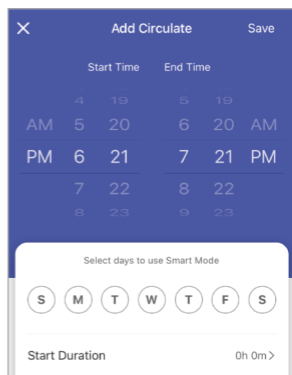 × Add Circulate Save
Start Time End Time
4 19 5 19
AM 5 20 6 20 AM
PM 6 21 7 21 PM
7 22 8 22
8 23 9 23
Select days to use Smart Mode
S M T W T F S
Start Duration 0h 0m >